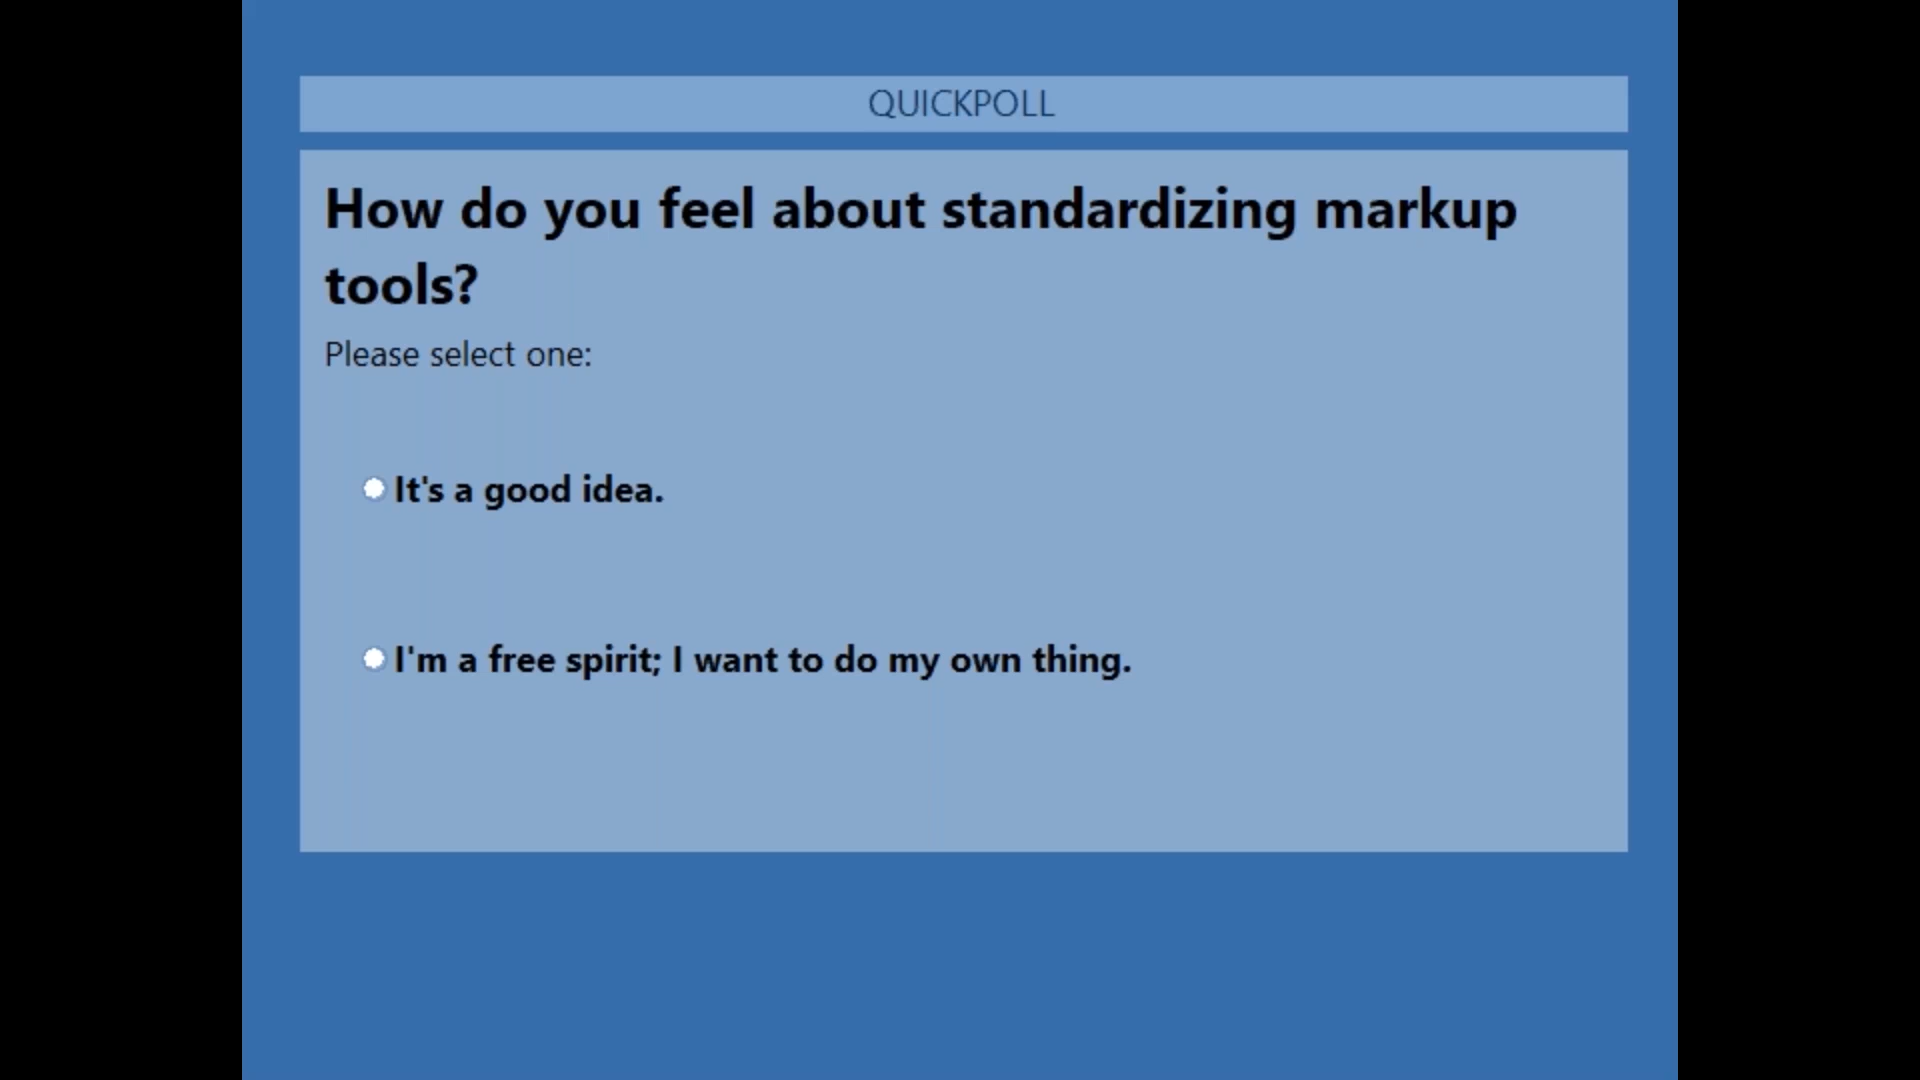 QUICKPOLL
How do you feel about standardizing markup
tools?
Please select one:
It's a good idea.
I'm a free spirit; I want to do my own thing.